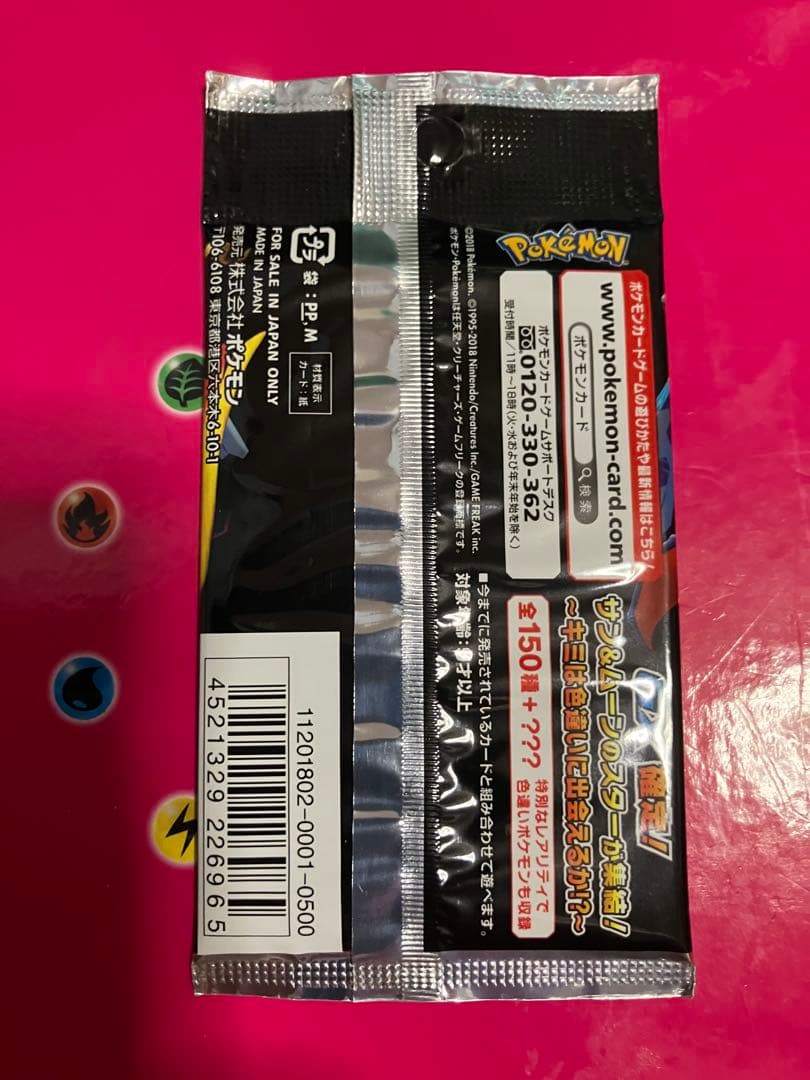 POKéMON
ポケモンカードゲームの遊びかたや最新情報はこちら!
www.pokemon-card.com
ポケモンカード 検索
ポケモンカードゲームサポートデスク
0120-330-362
受付時間/11時~18時(火・水および年末年始を除く)
©2018 Pokémon. ©1995-2018 Nintendo/Creatures Inc./GAME FREAK inc.
ポケモン・Pokémonは任天堂・クリーチャーズ・ゲームフリークの登録商標です。
確定!
サン&ムーンのスターが集結!
~キミは色違いに出会えるか!?~
全150種+???
特別なレアリティで
色違いポケモンも収録
■今までに発売されているカードと組み合わせて遊べます。
対象年齢:9才以上
プラ
袋:PP,M
材質表示
カード:紙
FOR SALE IN JAPAN ONLY
MADE IN JAPAN
発売元 株式会社ポケモン
〒106-6108 東京都港区六本木6-10-1
11201802-0001-0500
4521329 226965